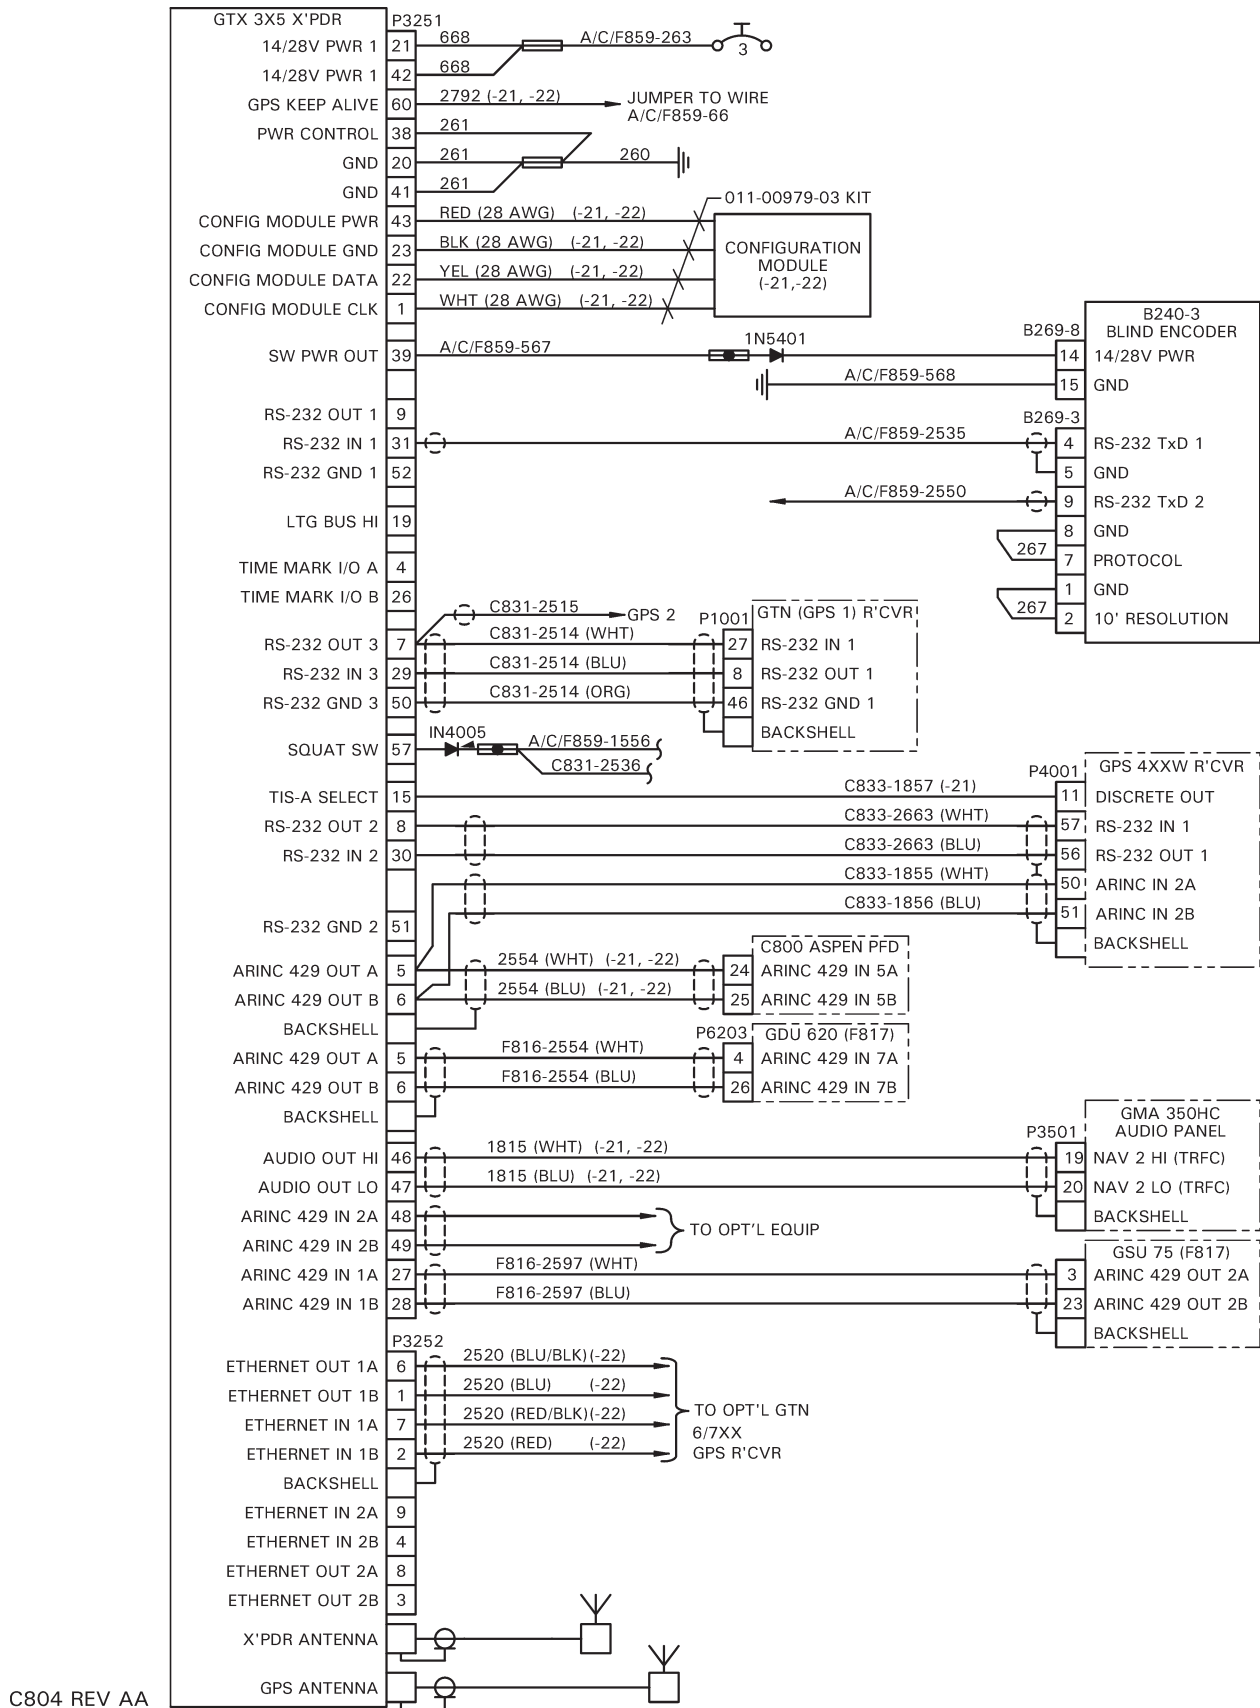 GTX 3X5 X'PDR P3251
14/28V PWR 1 21 668 A/C/F859-263 3
14/28V PWR 1 42 668
GPS KEEP ALIVE 60 2792 (-21, -22) JUMPER TO WIRE
A/C/F859-66
PWR CONTROL 38 261
GND 20 261 260
GND 41 261
011-00979-03 KIT
CONFIG MODULE PWR 43 RED (28 AWG) (-21, -22)
CONFIG MODULE GND 23 BLK (28 AWG) (-21, -22)
CONFIG MODULE DATA 22 YEL (28 AWG) (-21, -22)
CONFIG MODULE CLK 1 WHT (28 AWG) (-21, -22)
CONFIGURATION
MODULE
(-21,-22)
B240-3
BLIND ENCODER
B269-8
SW PWR OUT 39 A/C/F859-567 1N5401 14 14/28V PWR
A/C/F859-568 15 GND
RS-232 OUT 1 9
B269-3
RS-232 IN 1 31 A/C/F859-2535 4 RS-232 TxD 1
RS-232 GND 1 52 5 GND
A/C/F859-2550 9 RS-232 TxD 2
LTG BUS HI 19
8 GND
267 7 PROTOCOL
TIME MARK I/O A 4
1 GND
TIME MARK I/O B 26
267 2 10' RESOLUTION
C831-2515 GPS 2
P1001 GTN (GPS 1) R'CVR
RS-232 OUT 3 7 C831-2514 (WHT) 27 RS-232 IN 1
RS-232 IN 3 29 C831-2514 (BLU) 8 RS-232 OUT 1
RS-232 GND 3 50 C831-2514 (ORG) 46 RS-232 GND 1
BACKSHELL
SQUAT SW 57 IN4005 A/C/F859-1556
C831-2536
P4001 GPS 4XXW R'CVR
TIS-A SELECT 15 C833-1857 (-21) 11 DISCRETE OUT
RS-232 OUT 2 8 C833-2663 (WHT) 57 RS-232 IN 1
RS-232 IN 2 30 C833-2663 (BLU) 56 RS-232 OUT 1
C833-1855 (WHT) 50 ARINC IN 2A
C833-1856 (BLU) 51 ARINC IN 2B
RS-232 GND 2 51
BACKSHELL
C800 ASPEN PFD
ARINC 429 OUT A 5 2554 (WHT) (-21, -22) 24 ARINC 429 IN 5A
ARINC 429 OUT B 6 2554 (BLU) (-21, -22) 25 ARINC 429 IN 5B
BACKSHELL
P6203 GDU 620 (F817)
ARINC 429 OUT A 5 F816-2554 (WHT) 4 ARINC 429 IN 7A
ARINC 429 OUT B 6 F816-2554 (BLU) 26 ARINC 429 IN 7B
BACKSHELL
GMA 350HC
P3501 AUDIO PANEL
AUDIO OUT HI 46 1815 (WHT) (-21, -22) 19 NAV 2 HI (TRFC)
AUDIO OUT LO 47 1815 (BLU) (-21, -22) 20 NAV 2 LO (TRFC)
ARINC 429 IN 2A 48 BACKSHELL
TO OPT'L EQUIP
ARINC 429 IN 2B 49
GSU 75 (F817)
ARINC 429 IN 1A 27 F816-2597 (WHT) 3 ARINC 429 OUT 2A
ARINC 429 IN 1B 28 F816-2597 (BLU) 23 ARINC 429 OUT 2B
BACKSHELL
P3252
ETHERNET OUT 1A 6 2520 (BLU/BLK)(-22)
ETHERNET OUT 1B 1 2520 (BLU) (-22)
ETHERNET IN 1A 7 2520 (RED/BLK)(-22)
ETHERNET IN 1B 2 2520 (RED) (-22)
TO OPT'L GTN
6/7XX
GPS R'CVR
BACKSHELL
ETHERNET IN 2A 9
ETHERNET IN 2B 4
ETHERNET OUT 2A 8
ETHERNET OUT 2B 3
X'PDR ANTENNA
GPS ANTENNA
C804 REV AA